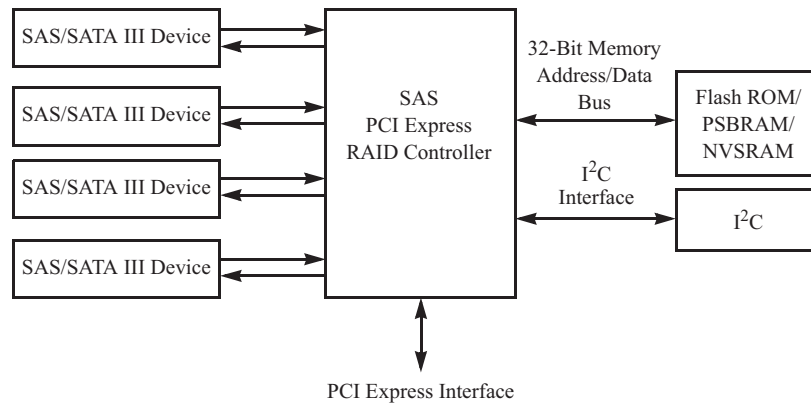 SAS/SATA III Device
SAS/SATA III Device
SAS/SATA III Device
SAS/SATA III Device
SAS
PCI Express
RAID Controller
32-Bit Memory
Address/Data
Bus
I²C
Interface
Flash ROM/
PSBRAM/
NVSRAM
I²C
PCI Express Interface